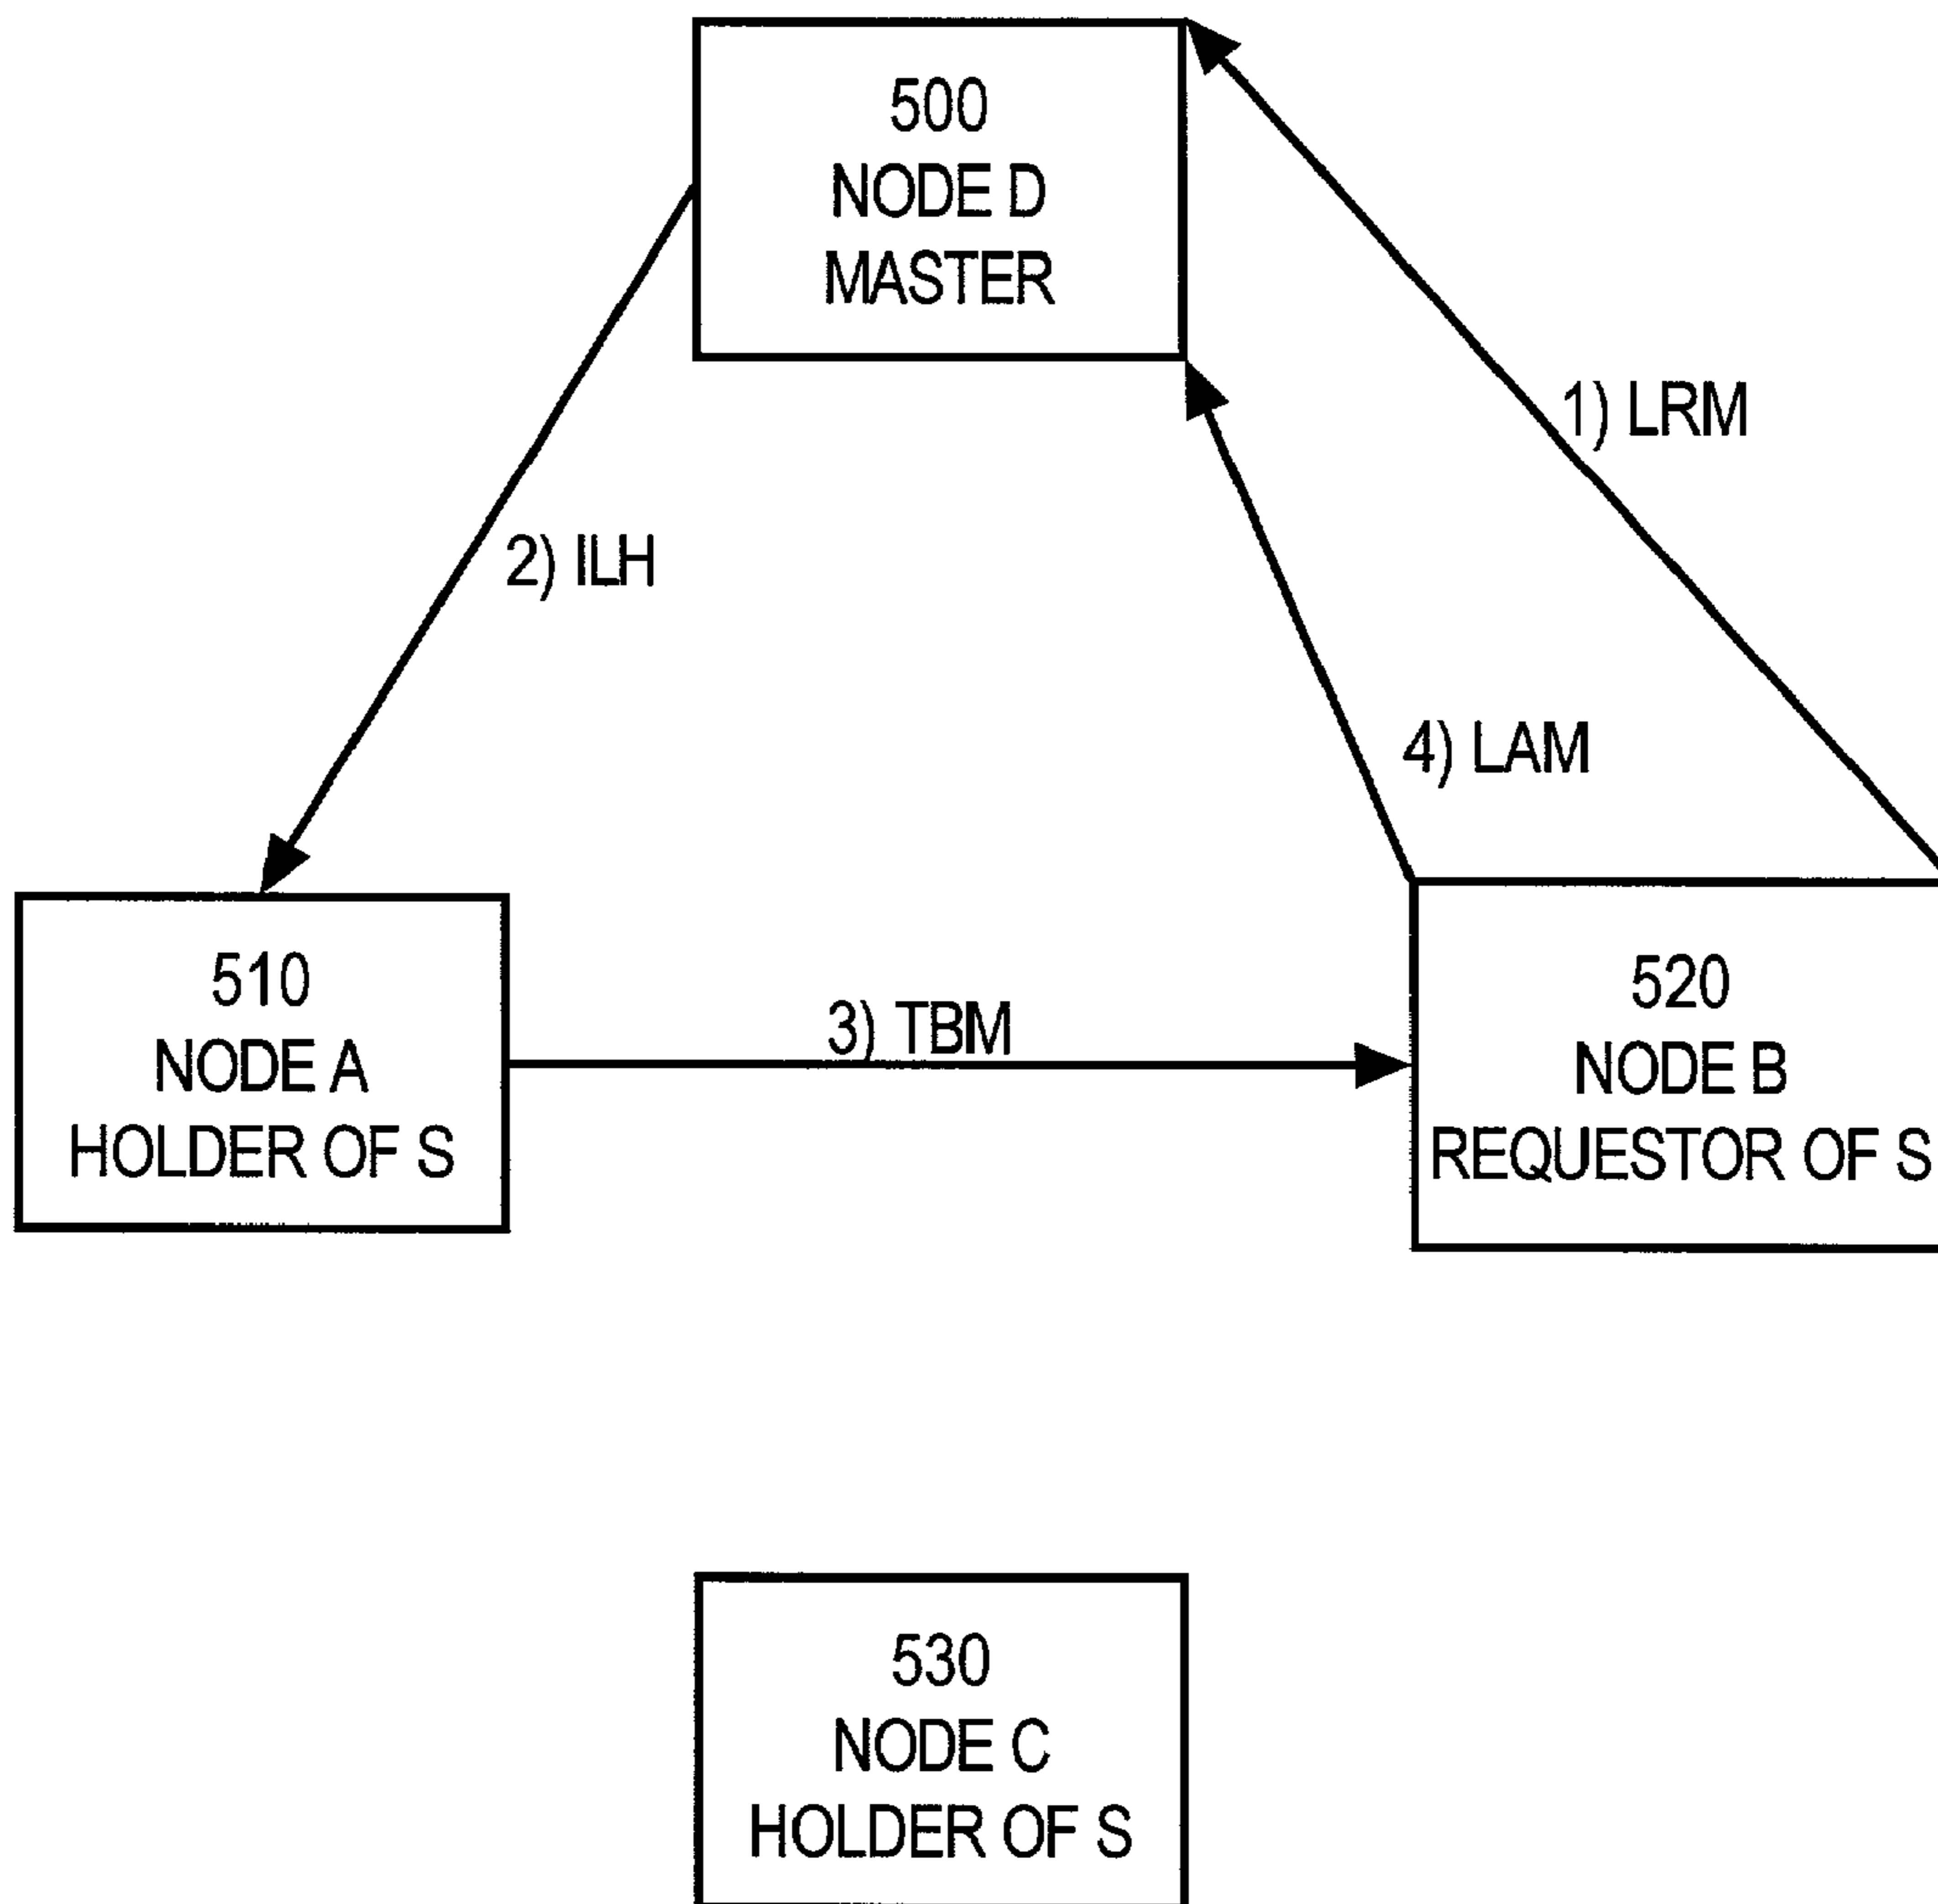 500
NODE D
MASTER
1) LRM
2) ILH
4) LAM
510
NODE A
HOLDER OF S
3) TBM
520
NODE B
REQUESTOR OF S
530
NODE C
HOLDER OF S